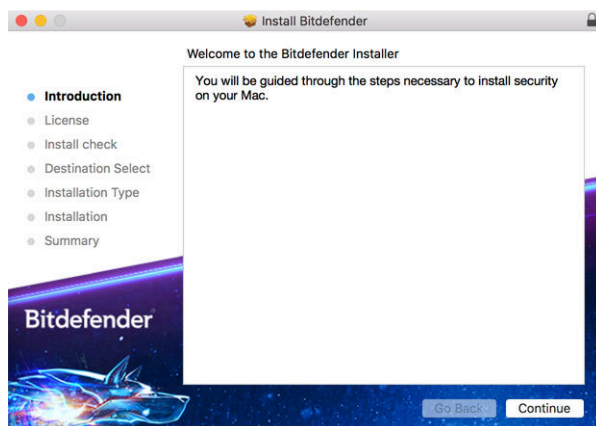 Install Bitdefender
Welcome to the Bitdefender Installer
Introduction
License
Install check
Destination Select
Installation Type
Installation
Summary
You will be guided through the steps necessary to install security
on your Mac.
Bitdefender
Go Back
Continue